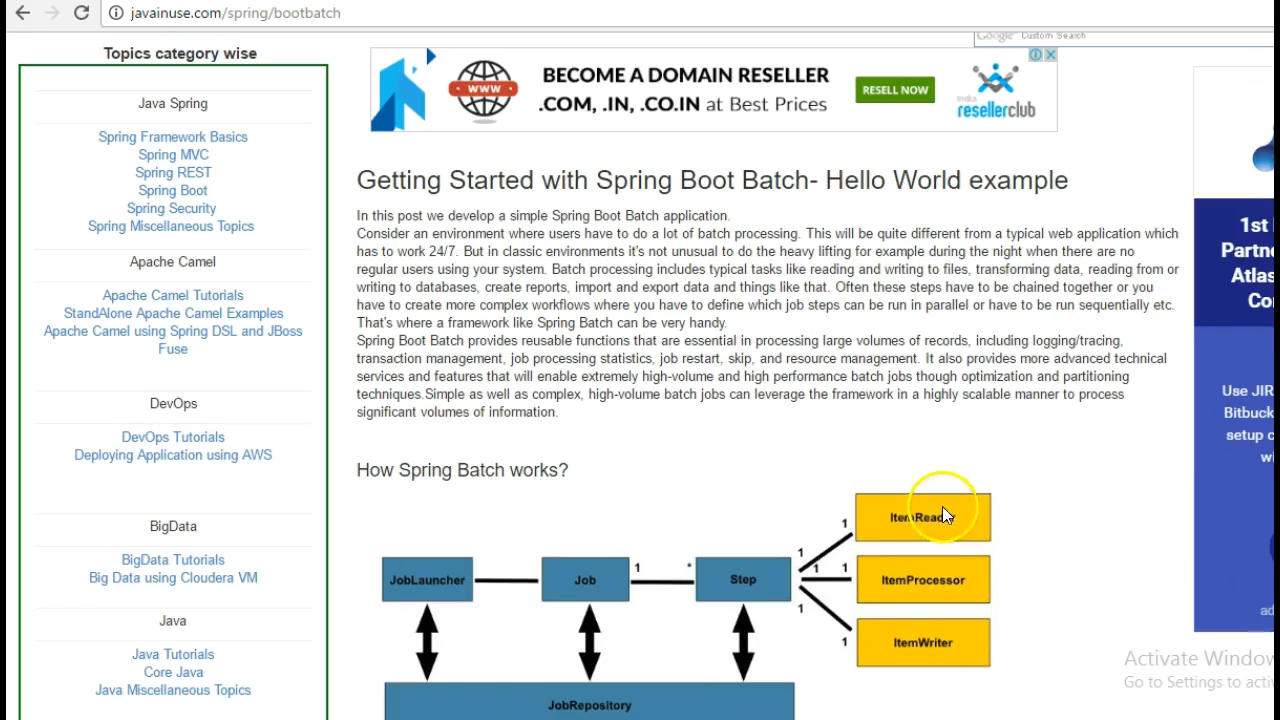 javainuse.com/spring/bootbatch
Google Custom Search
Topics category wise
Java Spring
Spring Framework Basics
Spring MVC
Spring REST
Spring Boot
Spring Security
Spring Miscellaneous Topics
Apache Camel
Apache Camel Tutorials
StandAlone Apache Camel Examples
Apache Camel using Spring DSL and JBoss
Fuse
DevOps
DevOps Tutorials
Deploying Application using AWS
BigData
BigData Tutorials
Big Data using Cloudera VM
Java
Java Tutorials
Core Java
Java Miscellaneous Topics
WWW
BECOME A DOMAIN RESELLER
.COM, .IN, .CO.IN at Best Prices
RESELL NOW
india
resellerclub
Getting Started with Spring Boot Batch- Hello World example
In this post we develop a simple Spring Boot Batch application.
Consider an environment where users have to do a lot of batch processing. This will be quite different from a typical web application which
has to work 24/7. But in classic environments it's not unusual to do the heavy lifting for example during the night when there are no
regular users using your system. Batch processing includes typical tasks like reading and writing to files, transforming data, reading from or
writing to databases, create reports, import and export data and things like that. Often these steps have to be chained together or you
have to create more complex workflows where you have to define which job steps can be run in parallel or have to be run sequentially etc.
That's where a framework like Spring Batch can be very handy.
Spring Boot Batch provides reusable functions that are essential in processing large volumes of records, including logging/tracing,
transaction management, job processing statistics, job restart, skip, and resource management. It also provides more advanced technical
services and features that will enable extremely high-volume and high performance batch jobs though optimization and partitioning
techniques.Simple as well as complex, high-volume batch jobs can leverage the framework in a highly scalable manner to process
significant volumes of information.
How Spring Batch works?
JobLauncher
Job
1
*
Step
1
1
1
1
1
1
ItemReader
ItemProcessor
ItemWriter
JobRepository
1st
Partne
Atlas
Co
Use JIR
Bitbuck
setup c
wi
ad
Activate Window
Go to Settings to activ